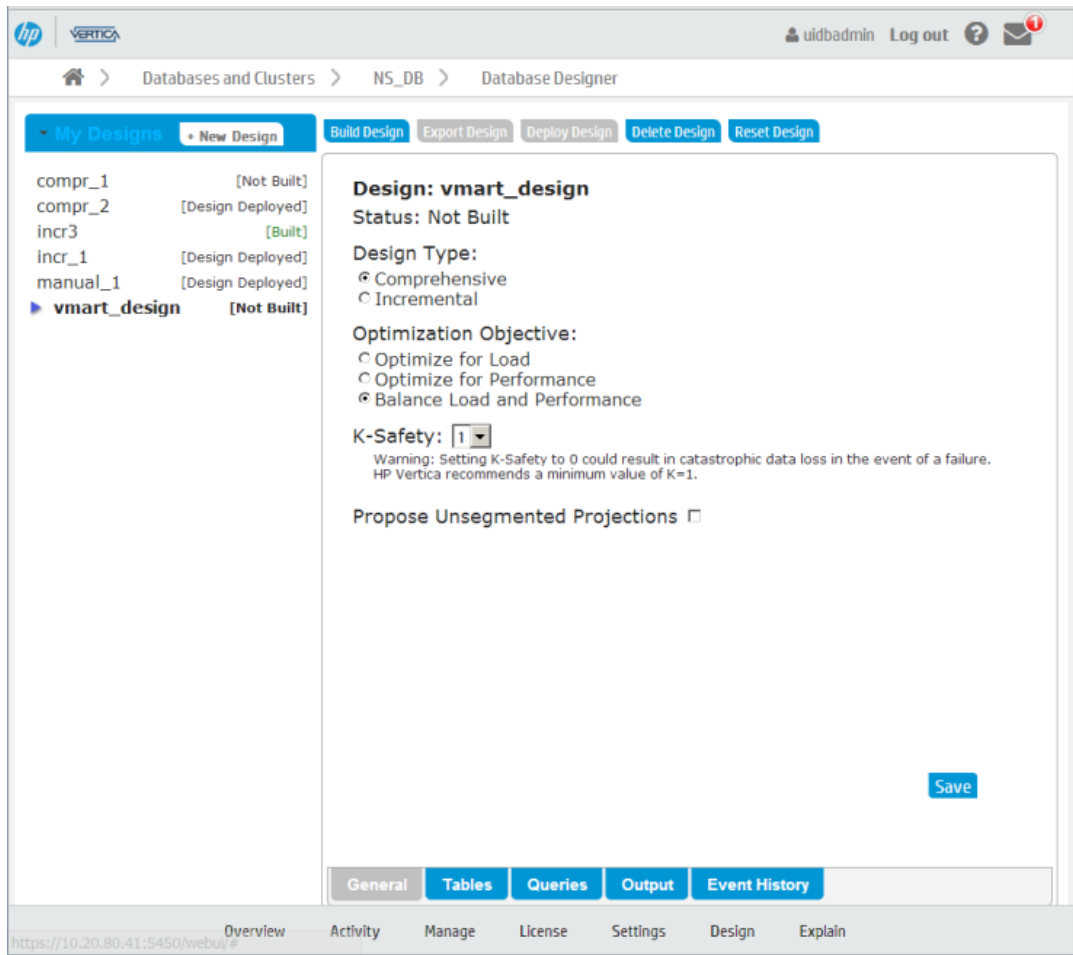 hp VERTICA uidbadmin Log out ? 1
Databases and Clusters NS_DB Database Designer
My Designs + New Design
Build Design Export Design Deploy Design Delete Design Reset Design
compr_1 [Not Built]
compr_2 [Design Deployed]
incr3 [Built]
incr_1 [Design Deployed]
manual_1 [Design Deployed]
vmart_design [Not Built]
Design: vmart_design
Status: Not Built
Design Type:
Comprehensive
Incremental
Optimization Objective:
Optimize for Load
Optimize for Performance
Balance Load and Performance
K-Safety: 1
Warning: Setting K-Safety to 0 could result in catastrophic data loss in the event of a failure.
HP Vertica recommends a minimum value of K=1.
Propose Unsegmented Projections
Save
General Tables Queries Output Event History
Overview Activity Manage License Settings Design Explain
https://10.20.80.41:5450/webui/#